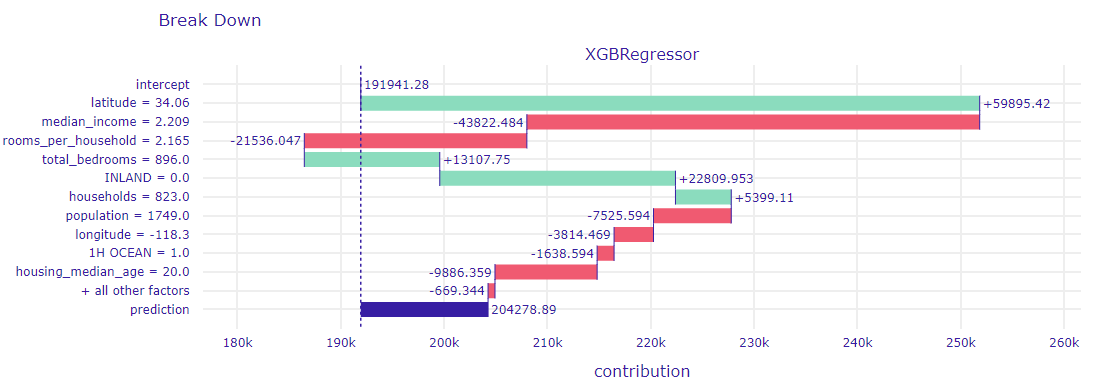 Break Down
XGBRegressor
intercept 191941.28
latitude = 34.06 +59895.42
median_income = 2.209 -43822.484
rooms_per_household = 2.165 -21536.047
total_bedrooms = 896.0 +13107.75
INLAND = 0.0 +22809.953
households = 823.0 +5399.11
population = 1749.0 -7525.594
longitude = -118.3 -3814.469
1H OCEAN = 1.0 -1638.594
housing_median_age = 20.0 -9886.359
+ all other factors -669.344
prediction 204278.89
180k 190k 200k 210k 220k 230k 240k 250k 260k
contribution